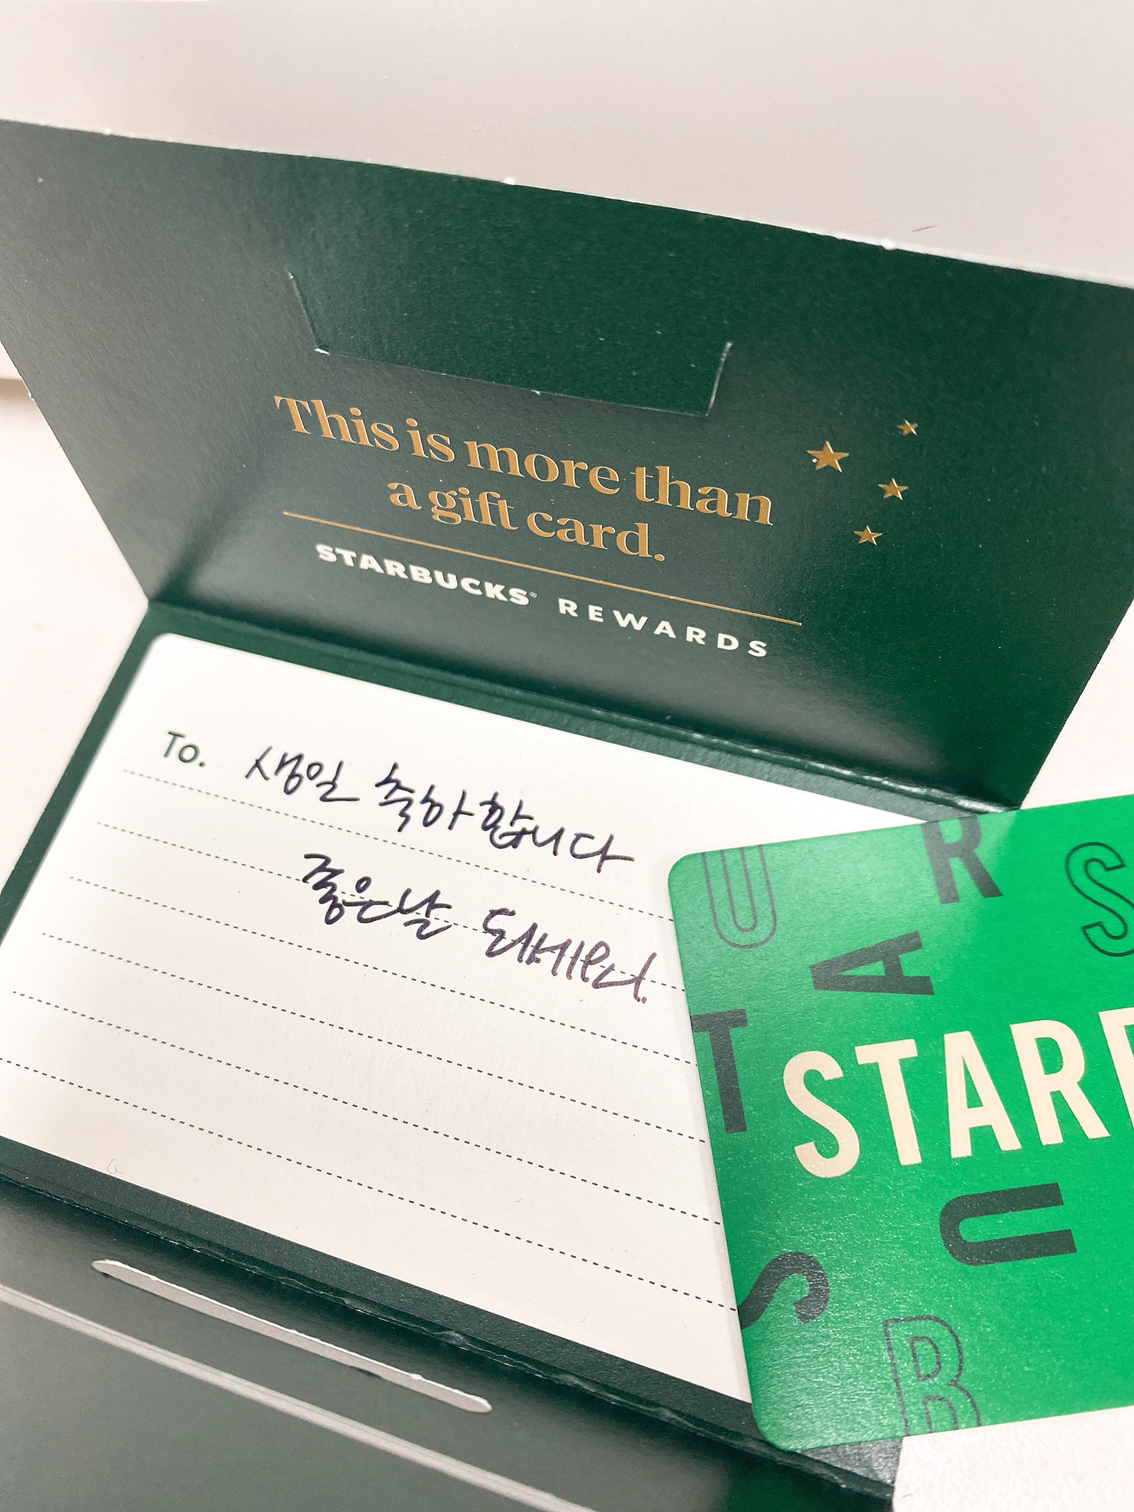 This is more than
a gift card.
STARBUCKS® REWARDS
To. 생일 축하합니다
좋은날 되세요
STARB
U
R
S
A
T
U
S
B